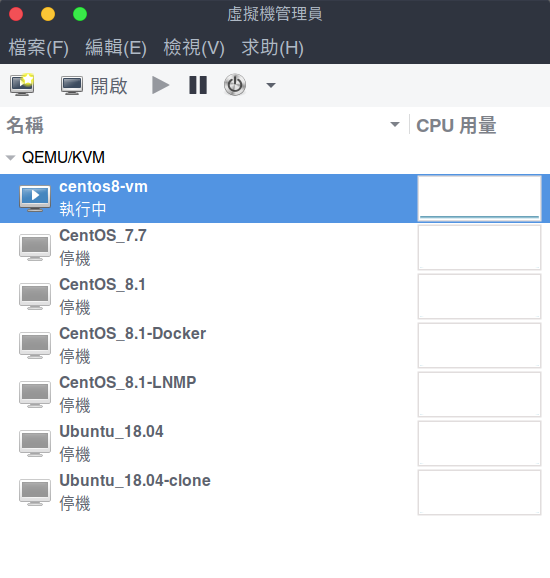 虛擬機管理員
檔案(F) 編輯(E) 檢視(V) 求助(H)
開啟
名稱 CPU 用量
QEMU/KVM
centos8-vm
執行中
CentOS_7.7
停機
CentOS_8.1
停機
CentOS_8.1-Docker
停機
CentOS_8.1-LNMP
停機
Ubuntu_18.04
停機
Ubuntu_18.04-clone
停機